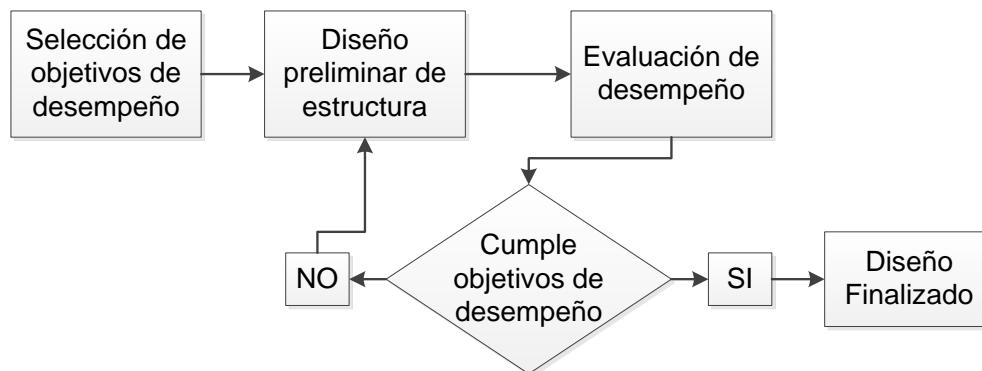 Selección de
objetivos de
desempeño
Diseño
preliminar de
estructura
Evaluación de
desempeño
Cumple
objetivos de
desempeño
NO
SI
Diseño
Finalizado